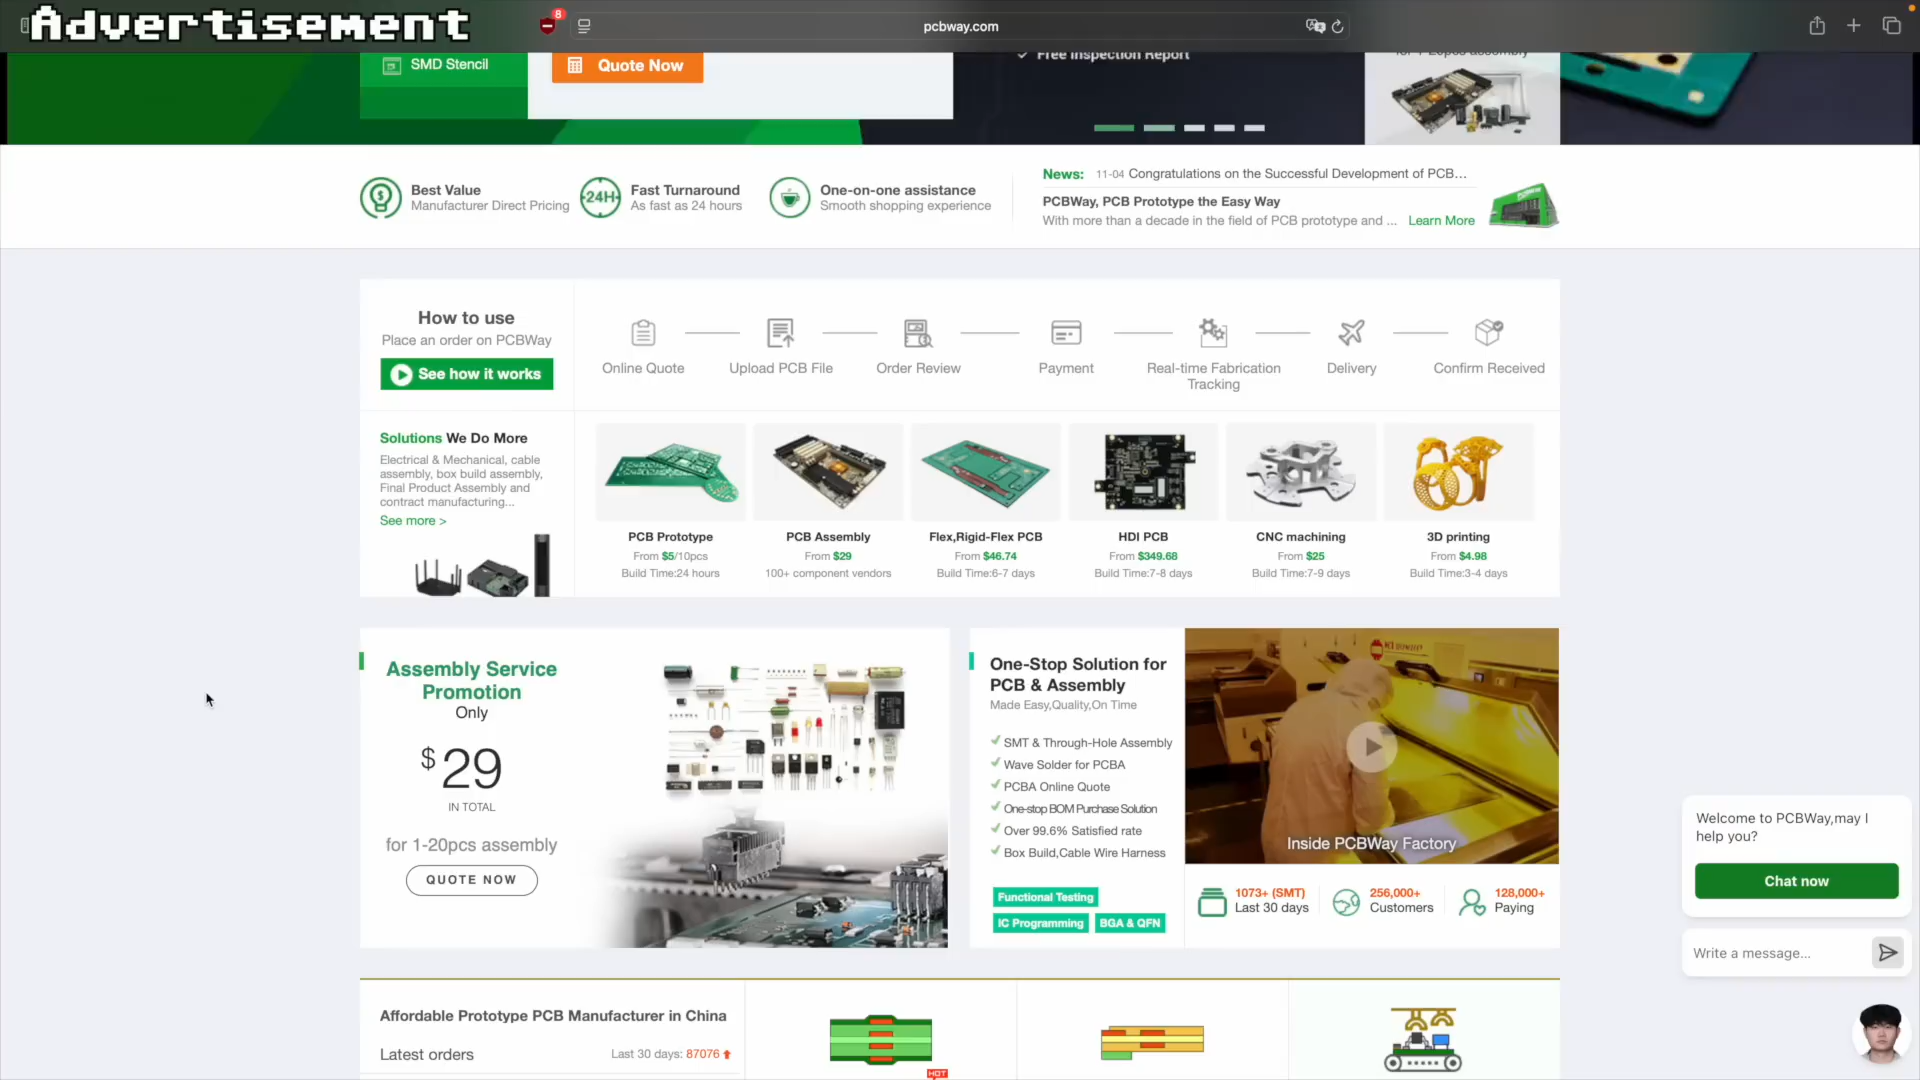 Advertisement
8
pcbway.com
SMD Stencil
Quote Now
Free Inspection Report
for 1-20pcs assembly
Best Value
Manufacturer Direct Pricing
24H
Fast Turnaround
As fast as 24 hours
One-on-one assistance
Smooth shopping experience
News: 11-04 Congratulations on the Successful Development of PCB...
PCBWay, PCB Prototype the Easy Way
With more than a decade in the field of PCB prototype and ... Learn More
How to use
Place an order on PCBWay
See how it works
Online Quote
Upload PCB File
Order Review
Payment
Real-time Fabrication
Tracking
Delivery
Confirm Received
Solutions We Do More
Electrical & Mechanical, cable
assembly, box build assembly,
Final Product Assembly and
contract manufacturing...
See more >
PCB Prototype
From $5/10pcs
Build Time:24 hours
PCB Assembly
From $29
100+ component vendors
Flex,Rigid-Flex PCB
From $46.74
Build Time:6-7 days
HDI PCB
From $349.68
Build Time:7-8 days
CNC machining
From $25
Build Time:7-9 days
3D printing
From $4.98
Build Time:3-4 days
Assembly Service
Promotion
Only
$29
IN TOTAL
for 1-20pcs assembly
QUOTE NOW
One-Stop Solution for
PCB & Assembly
Made Easy,Quality,On Time
SMT & Through-Hole Assembly
Wave Solder for PCBA
PCBA Online Quote
One-stop BOM Purchase Solution
Over 99.6% Satisfied rate
Box Build,Cable Wire Harness
Functional Testing
IC Programming
BGA & QFN
Inside PCBWay Factory
1073+ (SMT)
Last 30 days
256,000+
Customers
128,000+
Paying
Welcome to PCBWay,may I
help you?
Chat now
Write a message...
Affordable Prototype PCB Manufacturer in China
Latest orders
Last 30 days: 87076
HOT